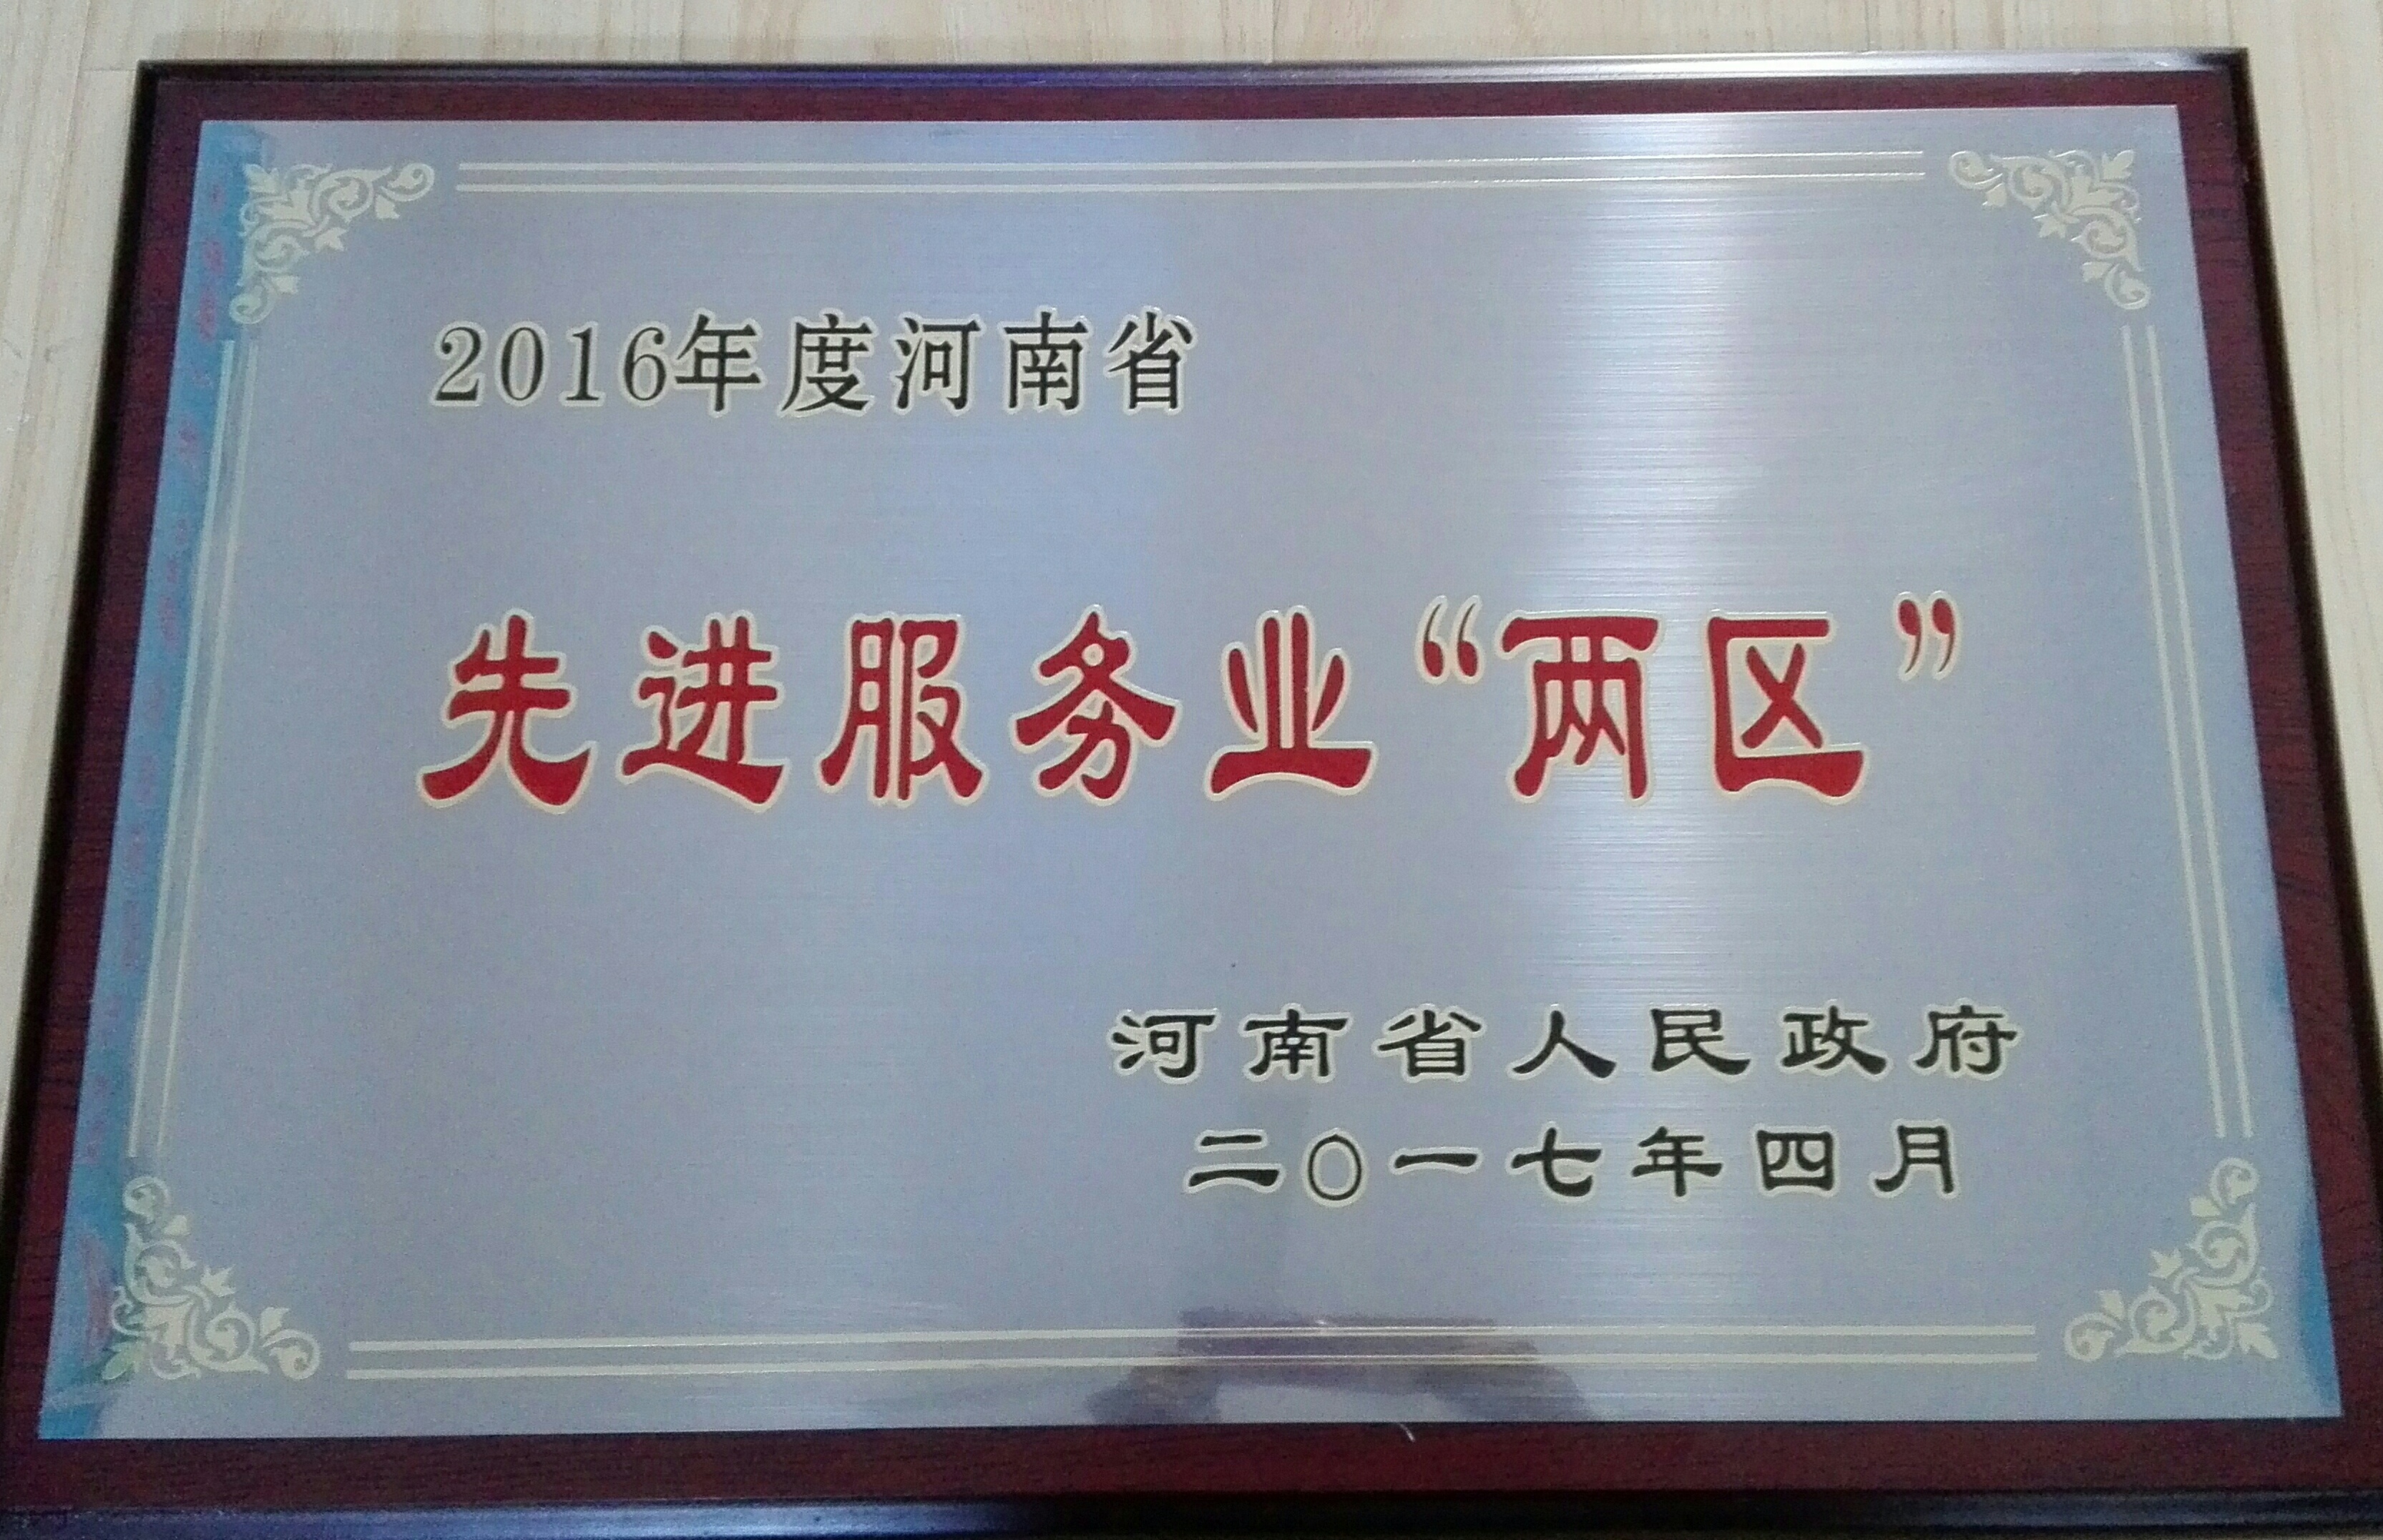 2016年度河南省
先进服务业“两区”
河南省人民政府
二〇一七年四月